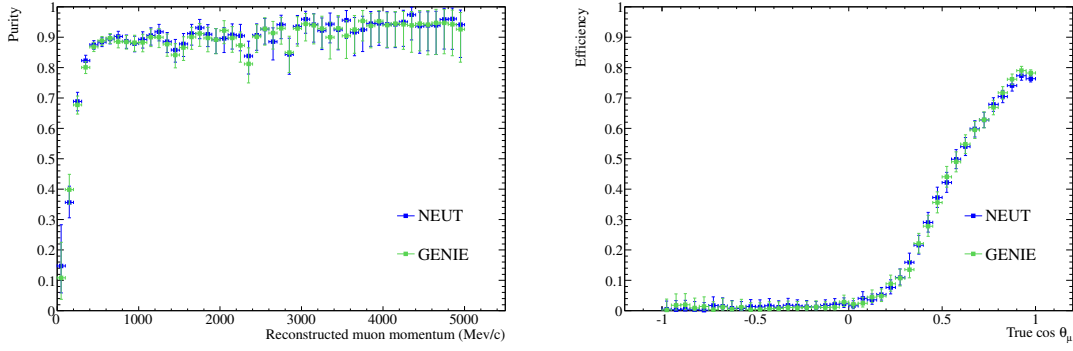 Purity
1
0.9
0.8
0.7
0.6
0.5
0.4
0.3
0.2
0.1
0
NEUT
GENIE
0 1000 2000 3000 4000 5000
Reconstructed muon momentum (Mev/c)
Efficiency
1
0.9
0.8
0.7
0.6
0.5
0.4
0.3
0.2
0.1
0
NEUT
GENIE
-1 -0.5 0 0.5 1
True cos θμ